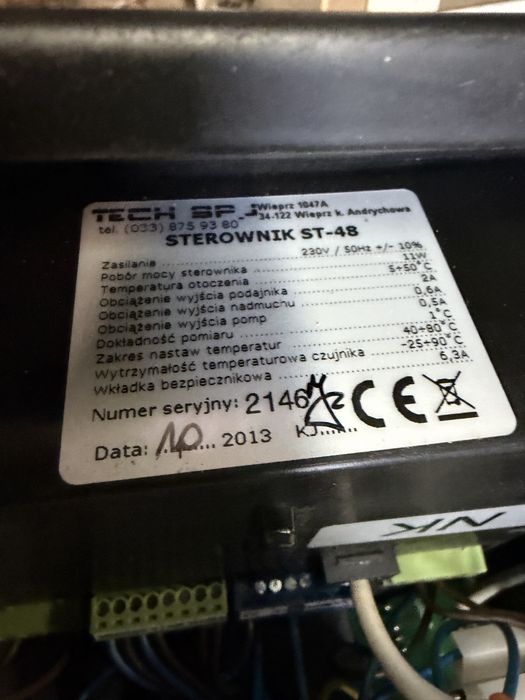 TECH SP.J Wieprz 1047A
34-122 Wieprz k. Andrychowa
tel. (033) 875 93 80
STEROWNIK ST-48
Zasilanie 230V / 50Hz +/- 10%
Pobór mocy sterownika 11W
Temperatura otoczenia 5÷50°C
Obciążenie wyjścia podajnika 2A
Obciążenie wyjścia nadmuchu 0,6A
Obciążenie wyjścia pomp 0,5A
Dokładność pomiaru 1°C
Zakres nastaw temperatur 40÷80°C
Wytrzymałość temperaturowa czujnika -25÷90°C
Wkładka bezpiecznikowa 6,3A
Numer seryjny: 2146
CE
Data: 10 2013 KJ
NK